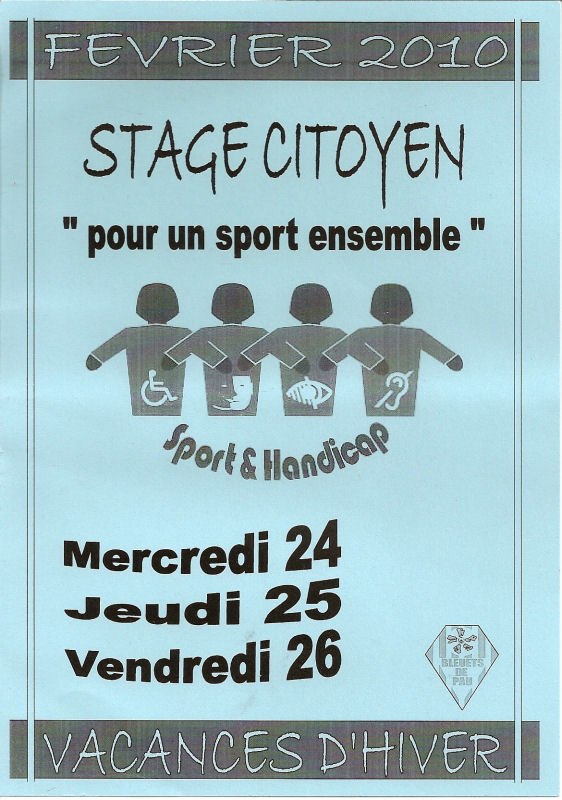 FEVRIER 2010
STAGE CITOYEN
" pour un sport ensemble "
Sport & Handicap
Mercredi 24
Jeudi 25
Vendredi 26
BLEUETS
DE
PAU
VACANCES D'HIVER